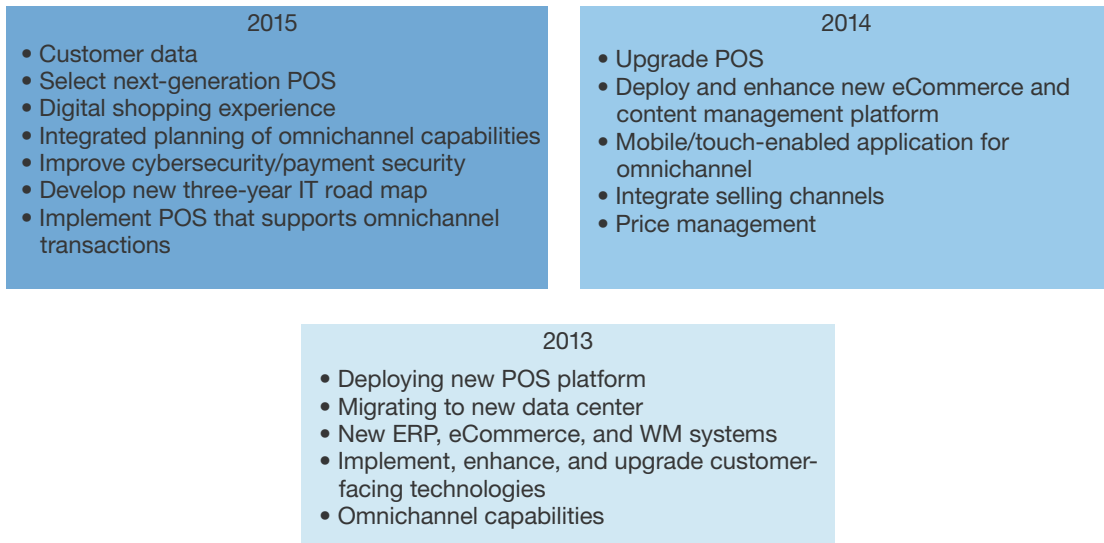 2015
• Customer data
• Select next-generation POS
• Digital shopping experience
• Integrated planning of omnichannel capabilities
• Improve cybersecurity/payment security
• Develop new three-year IT road map
• Implement POS that supports omnichannel
transactions
2014
• Upgrade POS
• Deploy and enhance new eCommerce and
content management platform
• Mobile/touch-enabled application for
omnichannel
• Integrate selling channels
• Price management
2013
• Deploying new POS platform
• Migrating to new data center
• New ERP, eCommerce, and WM systems
• Implement, enhance, and upgrade customer-
facing technologies
• Omnichannel capabilities